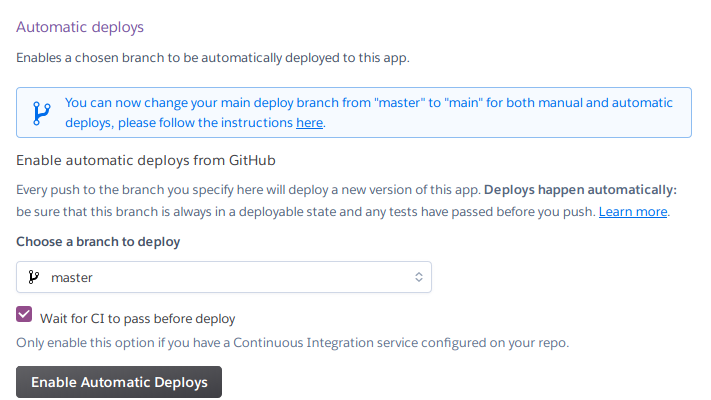 Automatic deploys
Enables a chosen branch to be automatically deployed to this app.
You can now change your main deploy branch from "master" to "main" for both manual and automatic
deploys, please follow the instructions here.
Enable automatic deploys from GitHub
Every push to the branch you specify here will deploy a new version of this app. Deploys happen automatically:
be sure that this branch is always in a deployable state and any tests have passed before you push. Learn more.
Choose a branch to deploy
master
Wait for CI to pass before deploy
Only enable this option if you have a Continuous Integration service configured on your repo.
Enable Automatic Deploys